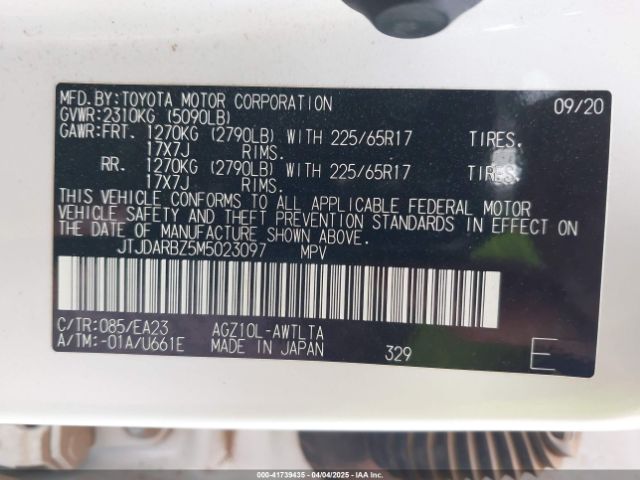 MFD.BY:TOYOTA MOTOR CORPORATION 09/20
GVWR:2310KG (5090LB)
GAWR:FRT. 1270KG (2790LB) WITH 225/65R17 TIRES.
17X7J RIMS.
RR. 1270KG (2790LB) WITH 225/65R17 TIRES.
17X7J RIMS.
THIS VEHICLE CONFORMS TO ALL APPLICABLE FEDERAL MOTOR
VEHICLE SAFETY AND THEFT PREVENTION STANDARDS IN EFFECT ON
THE DATE OF MANUFACTURE SHOWN ABOVE.
JTJDARBZ5M5023097 MPV
C/TR:085/EA23 AGZ10L-AWTLTA
A/TM:-01A/U661E MADE IN JAPAN 329 E
000-41739435 - 04/04/2025 - IAA Inc.